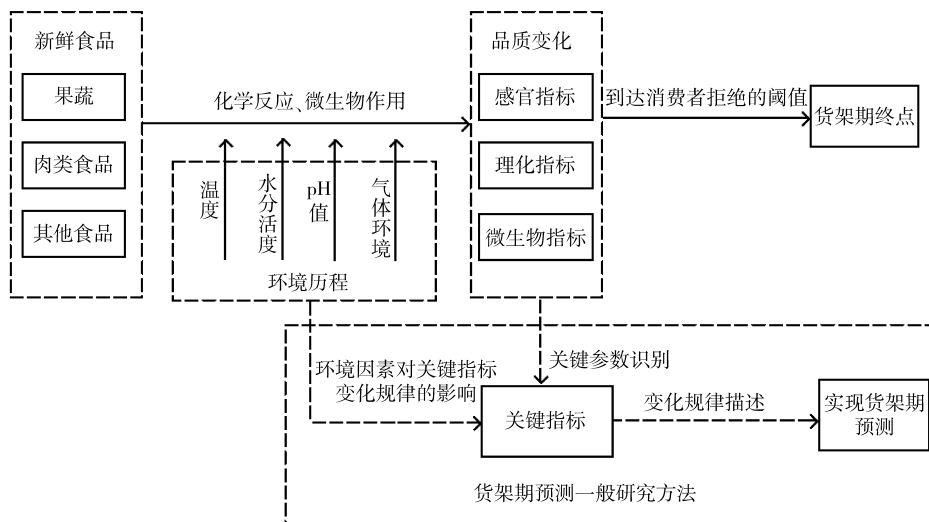 新鲜食品
果蔬
肉类食品
其他食品
化学反应、微生物作用
温度
水分活度
pH
值
气体环境
环境历程
品质变化
感官指标
理化指标
微生物指标
到达消费者拒绝的阈值
货架期终点
环境因素对关键指标
变化规律的影响
关键参数识别
关键指标
变化规律描述
实现货架期
预测
货架期预测一般研究方法